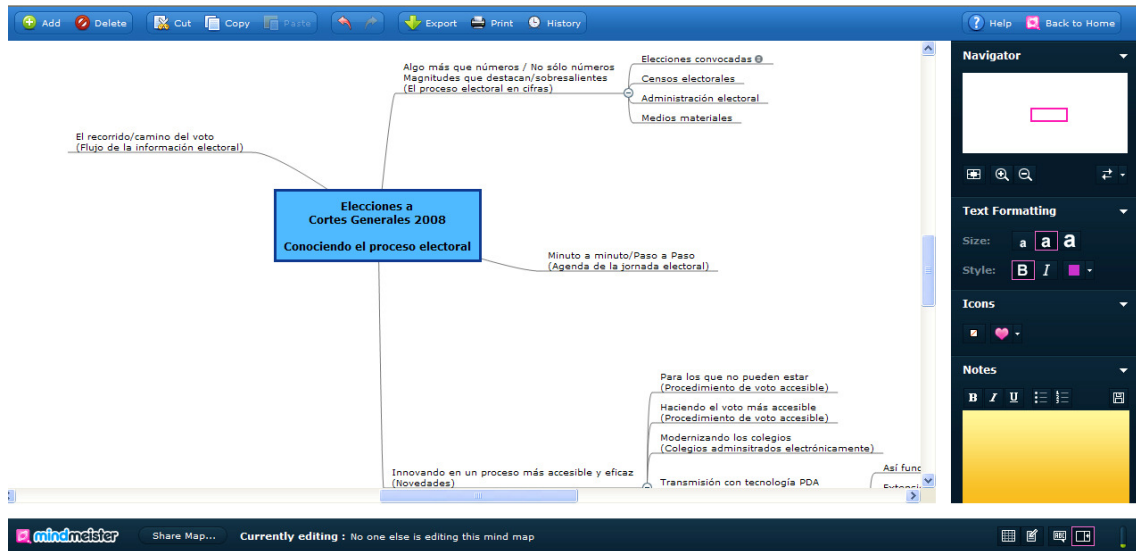 Add Delete Cut Copy Paste Export Print History Help Back to Home
Navigator
Algo más que números / No sólo números
Magnitudes que destacan/sobresalientes
(El proceso electoral en cifras)
Elecciones convocadas
Censos electorales
Administración electoral
Medios materiales
El recorrido/camino del voto
(Flujo de la información electoral)
Elecciones a
Cortes Generales 2008
Conociendo el proceso electoral
Minuto a minuto/Paso a Paso
(Agenda de la jornada electoral)
Para los que no pueden estar
(Procedimiento de voto accesible)
Haciendo el voto más accesible
(Procedimiento de voto accesible)
Modernizando los colegios
(Colegios adminsitrados electrónicamente)
Innovando en un proceso más accesible y eficaz
(Novedades)
Transmisión con tecnología PDA
Así func
Text Formatting
Size: a a a
Style: B I
Icons
Notes
B I U
mindmeister Share Map... Currently editing : No one else is editing this mind map